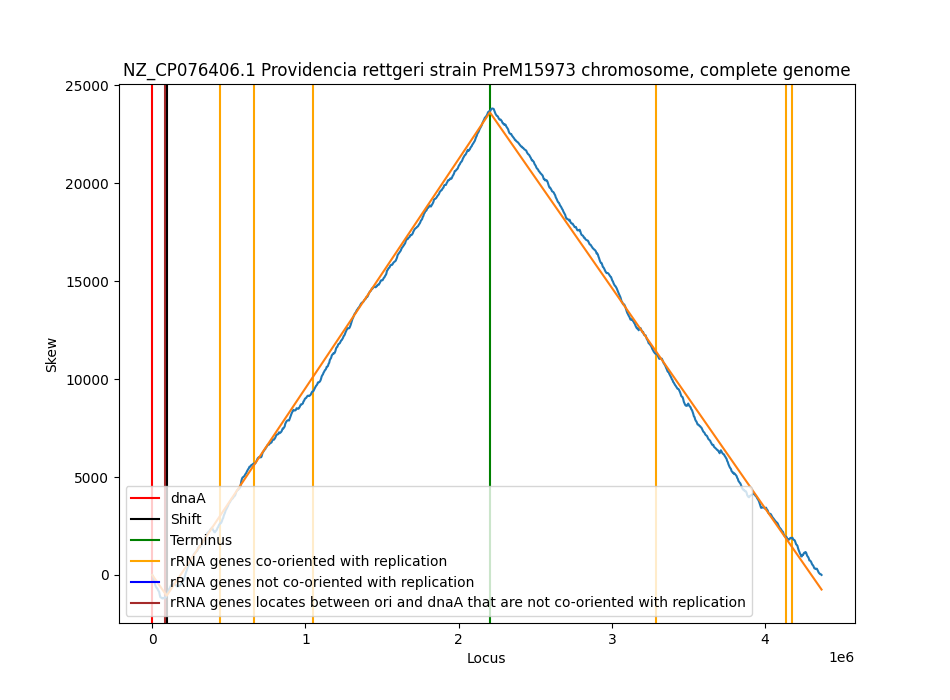 NZ_CP076406.1 Providencia rettgeri strain PreM15973 chromosome, complete genome
25000
20000
15000
10000
5000
0
Skew
dnaA
Shift
Terminus
rRNA genes co-oriented with replication
rRNA genes not co-oriented with replication
rRNA genes locates between ori and dnaA that are not co-oriented with replication
0
1
2
3
4
1e6
Locus